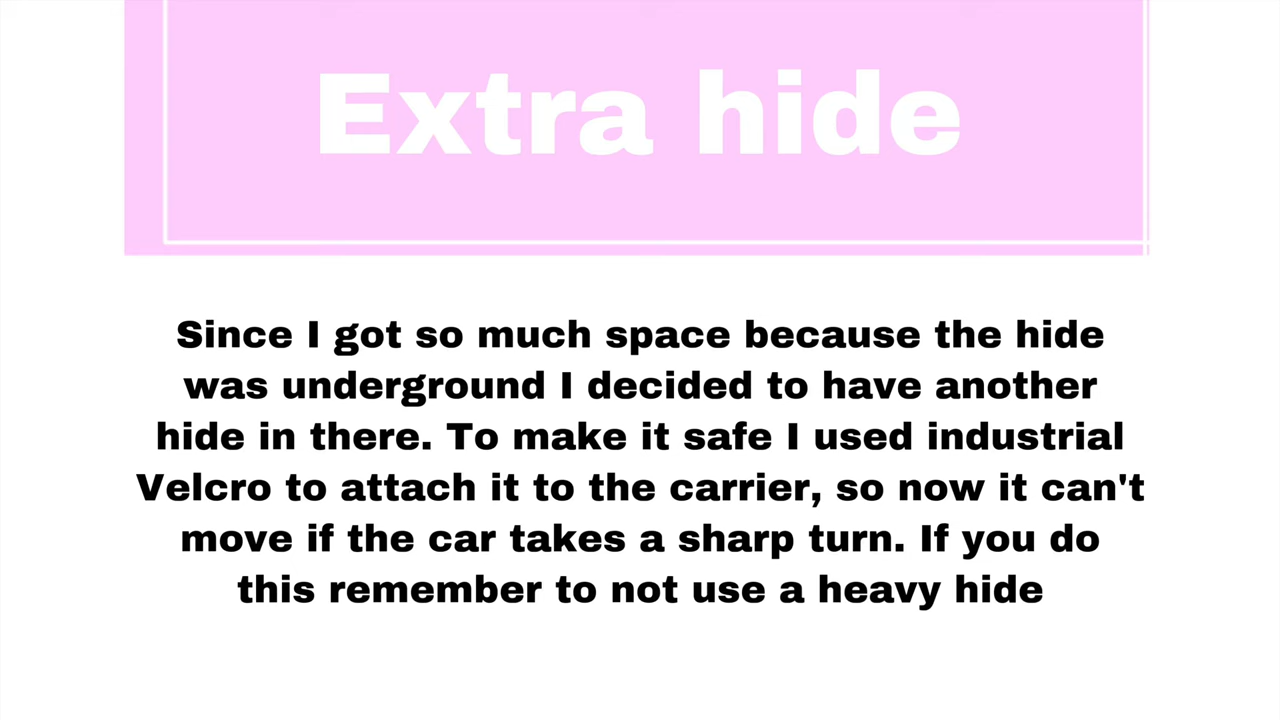 Extra hide
Since I got so much space because the hide
was underground I decided to have another
hide in there. To make it safe I used industrial
Velcro to attach it to the carrier, so now it can't
move if the car takes a sharp turn. If you do
this remember to not use a heavy hide